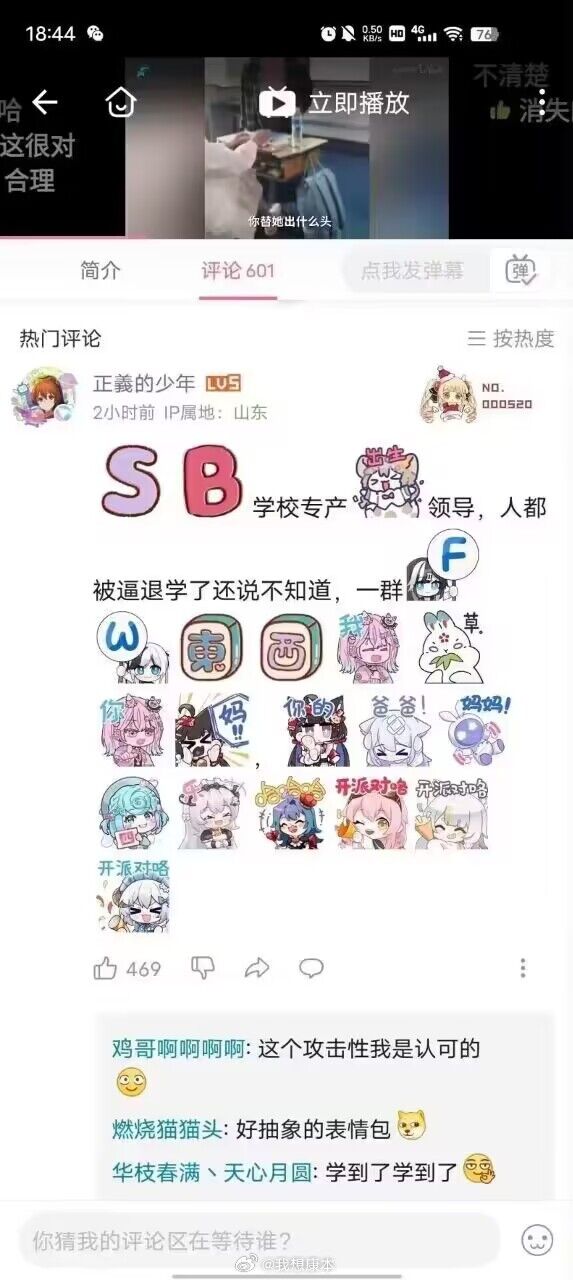 18:44
0.50 KB/s HD 4G 76
哈
不清楚
立即播放
消失
这很对
合理
你替她出什么头
简介 评论 601 点我发弹幕 弹
热门评论 按热度
正義的少年 LV5
NO.
000520
2小时前 IP属地：山东
S B 学校专产 出生 领导，人都
被逼退学了还说不知道，一群 F
W 東 西 我 草
你 妈!! ，你的 爸爸! 妈妈!
四 哈哈哈 开派对咯 开派对咯
开派对咯
469
鸡哥啊啊啊啊: 这个攻击性我是认可的
燃烧猫猫头: 好抽象的表情包
华枝春满丶天心月圆: 学到了学到了
你猜我的评论区在等待谁?
@我想康本